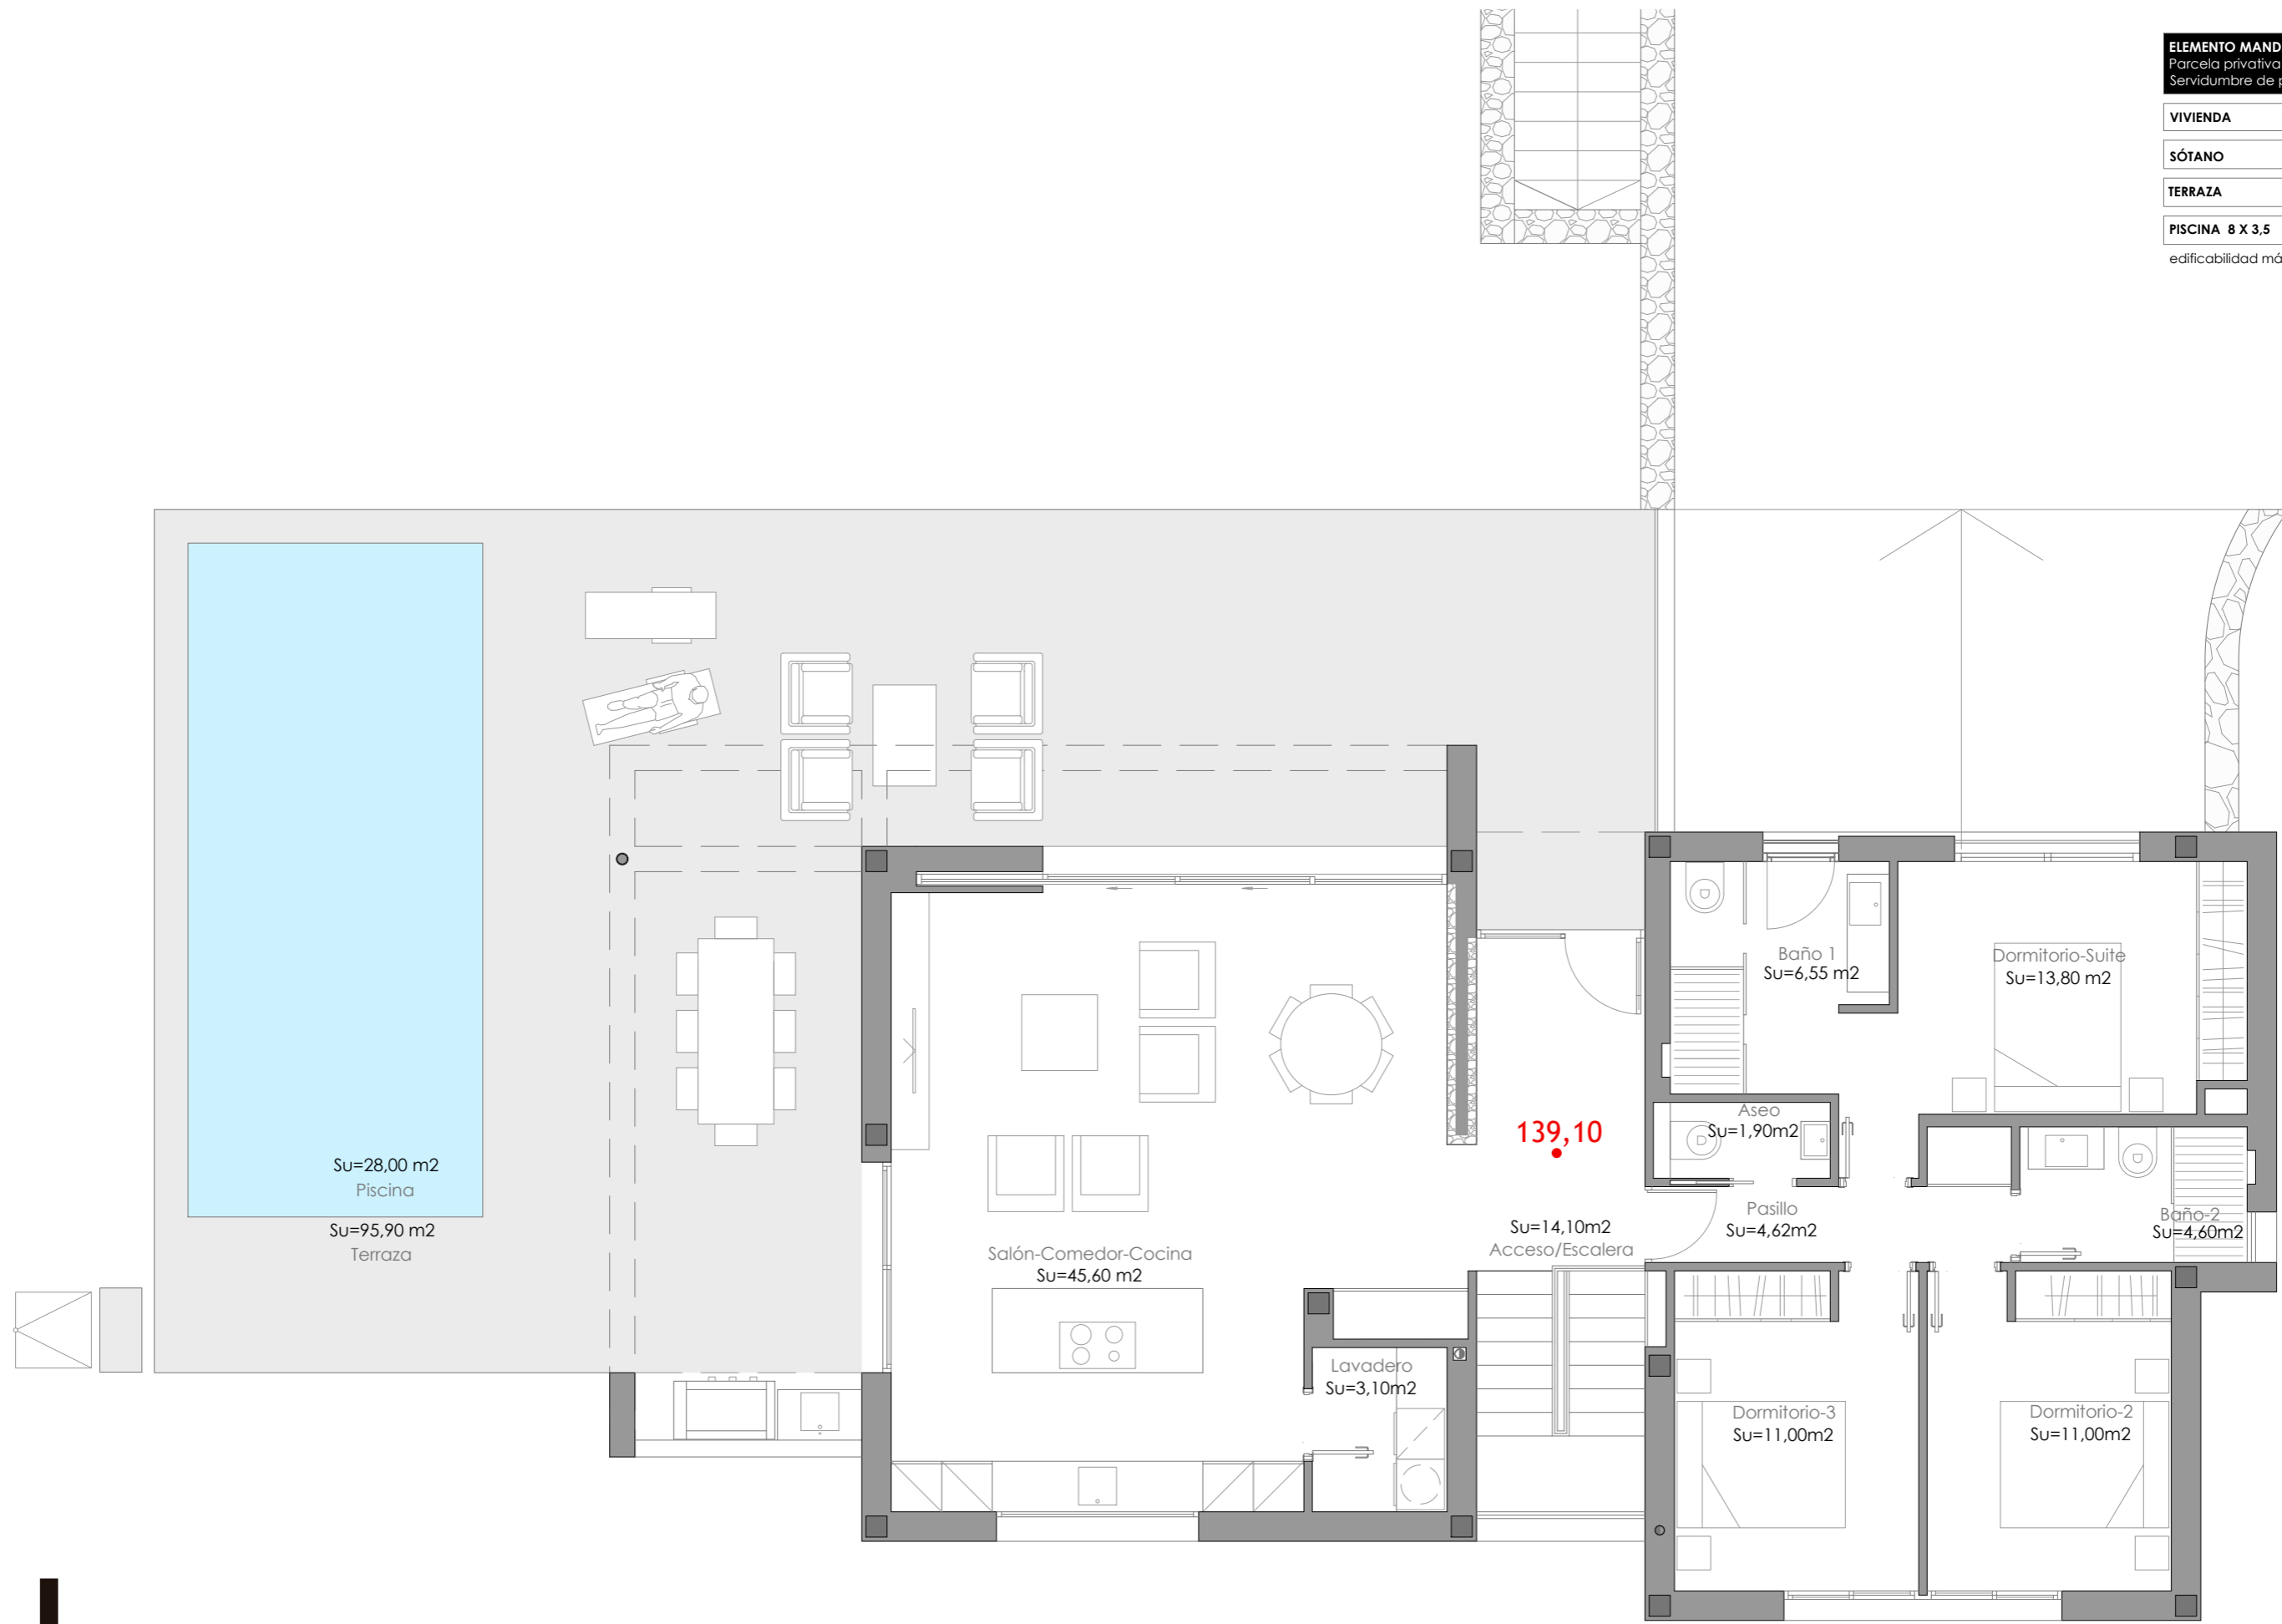 ELEMENTO MAND
Parcela privativa
Servidumbre de p
VIVIENDA
SÓTANO
TERRAZA
PISCINA 8 X 3,5
edificabilidad má
Baño 1
Su=6,55 m2
Dormitorio-Suite
Su=13,80 m2
Aseo
Su=1,90m2
139,10
Su=28,00 m2
Piscina
Su=95,90 m2
Terraza
Salón-Comedor-Cocina
Su=45,60 m2
Su=14,10m2
Acceso/Escalera
Pasillo
Su=4,62m2
Baño-2
Su=4,60m2
Lavadero
Su=3,10m2
Dormitorio-3
Su=11,00m2
Dormitorio-2
Su=11,00m2